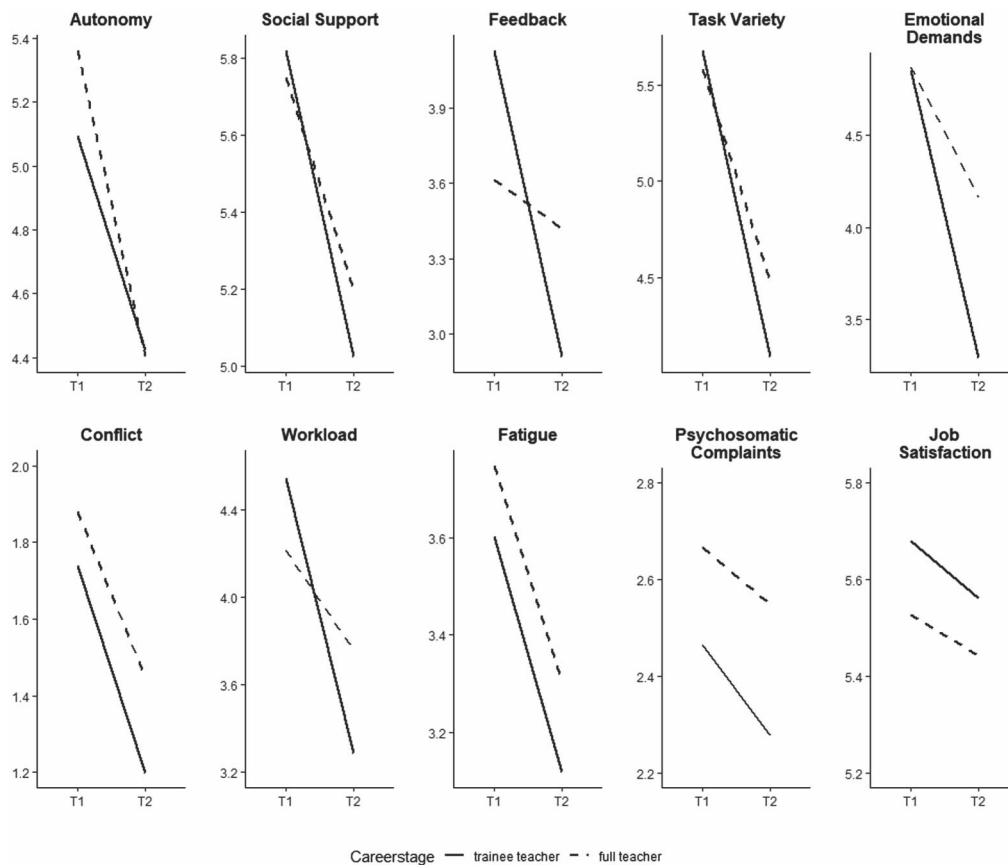 Autonomy
5.4
5.2
5.0
4.8
4.6
4.4
T1 T2
Social Support
5.8
5.6
5.4
5.2
5.0
T1 T2
Feedback
3.9
3.6
3.3
3.0
T1 T2
Task Variety
5.5
5.0
4.5
T1 T2
Emotional
Demands
4.5
4.0
3.5
T1 T2
Conflict
2.0
1.8
1.6
1.4
1.2
T1 T2
Workload
4.4
4.0
3.6
3.2
T1 T2
Fatigue
3.6
3.4
3.2
T1 T2
Psychosomatic
Complaints
2.8
2.6
2.4
2.2
T1 T2
Job
Satisfaction
5.8
5.6
5.4
5.2
T1 T2
Careerstage trainee teacher full teacher